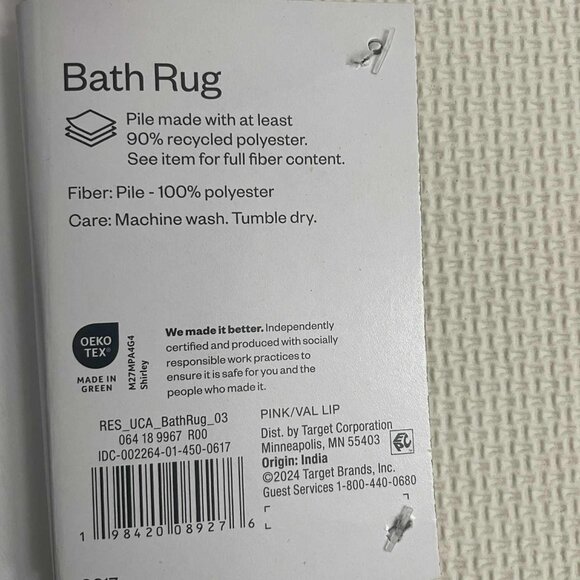 Bath Rug
Pile made with at least
90% recycled polyester.
See item for full fiber content.
Fiber: Pile - 100% polyester
Care: Machine wash. Tumble dry.
OEKO
TEX®
MADE IN
GREEN
M27MPA4G4
Shirley
We made it better. Independently
certified and produced with socially
responsible work practices to
ensure it is safe for you and the
people who made it.
RES_UCA_BathRug_03
064 18 9967 R00
IDC-002264-01-450-0617
1 98420 08927 6
PINK/VAL LIP
Dist. by Target Corporation
Minneapolis, MN 55403
Origin: India
©2024 Target Brands, Inc.
Guest Services 1-800-440-0680